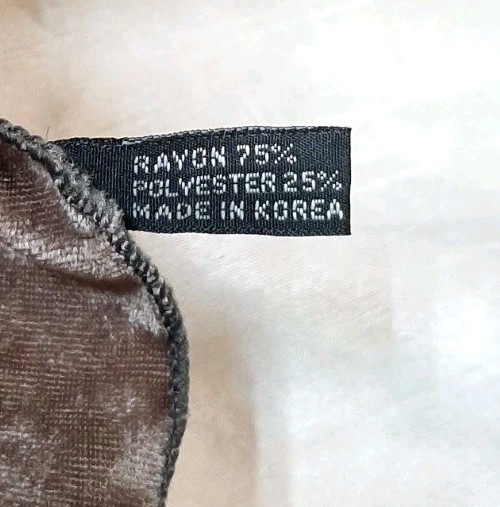 RAYON 75%
POLYESTER 25%
MADE IN KOREA